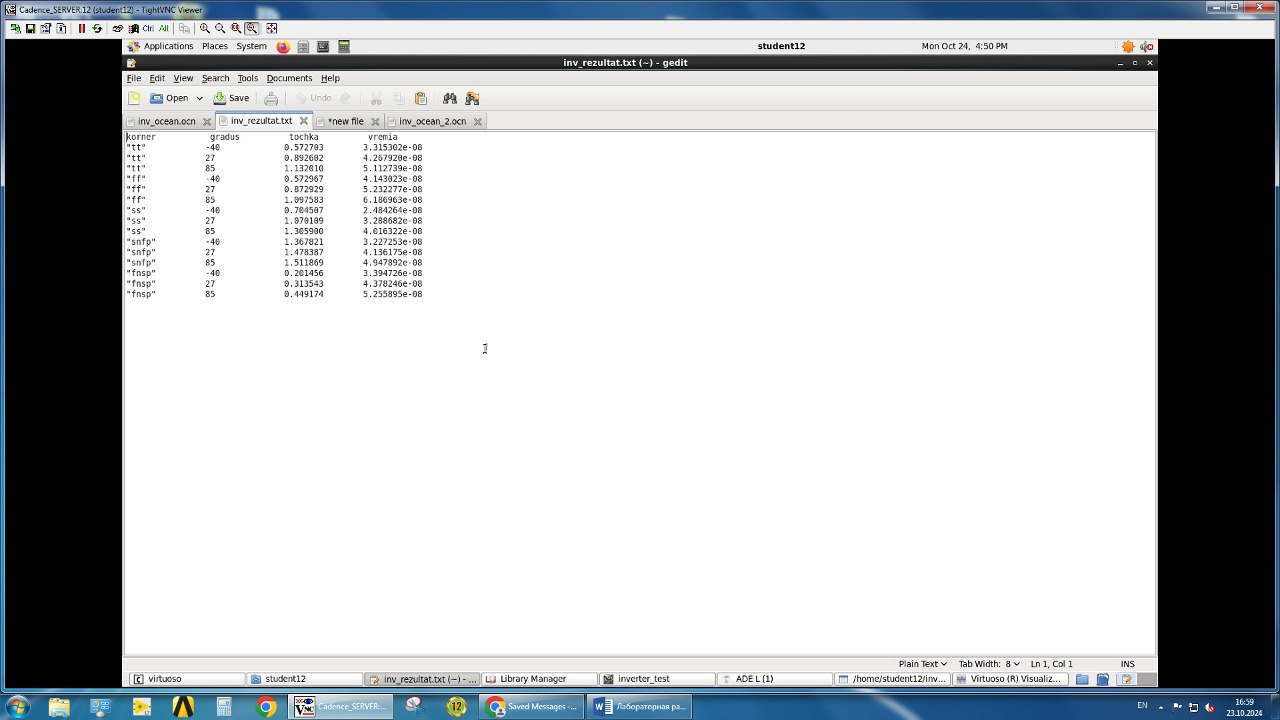 Cadence_SERVER:12 (student12) - TightVNC Viewer
Ctrl Alt All
Applications Places System student12 Mon Oct 24, 4:50 PM
inv_rezultat.txt (~) - gedit
File Edit View Search Tools Documents Help
Open Save Undo
inv_ocean.ocn inv_rezultat.txt *new file inv_ocean_2.ocn
korner gradus tochka vremia
"tt" -40 0.572703 3.315302e-08
"tt" 27 0.892602 4.267920e-08
"tt" 85 1.132010 5.112739e-08
"ff" -40 0.572967 4.143023e-08
"ff" 27 0.872929 5.232277e-08
"ff" 85 1.097583 6.186963e-08
"ss" -40 0.704507 2.484264e-08
"ss" 27 1.070109 3.288682e-08
"ss" 85 1.305900 4.016322e-08
"snfp" -40 1.367821 3.227253e-08
"snfp" 27 1.478387 4.136175e-08
"snfp" 85 1.511869 4.947892e-08
"fnsp" -40 0.201456 3.394726e-08
"fnsp" 27 0.313543 4.378246e-08
"fnsp" 85 0.449174 5.255895e-08
Plain Text Tab Width: 8 Ln 1, Col 1 INS
virtuoso student12 inv_rezultat.txt (~) - ... Library Manager inverter_test ADE L (1) /home/student12/inv... Virtuoso (R) Visualiz...
Cadence_SERVER:... 12 Saved Messages -... Лабораторная ра... EN 16:59
23.10.2024